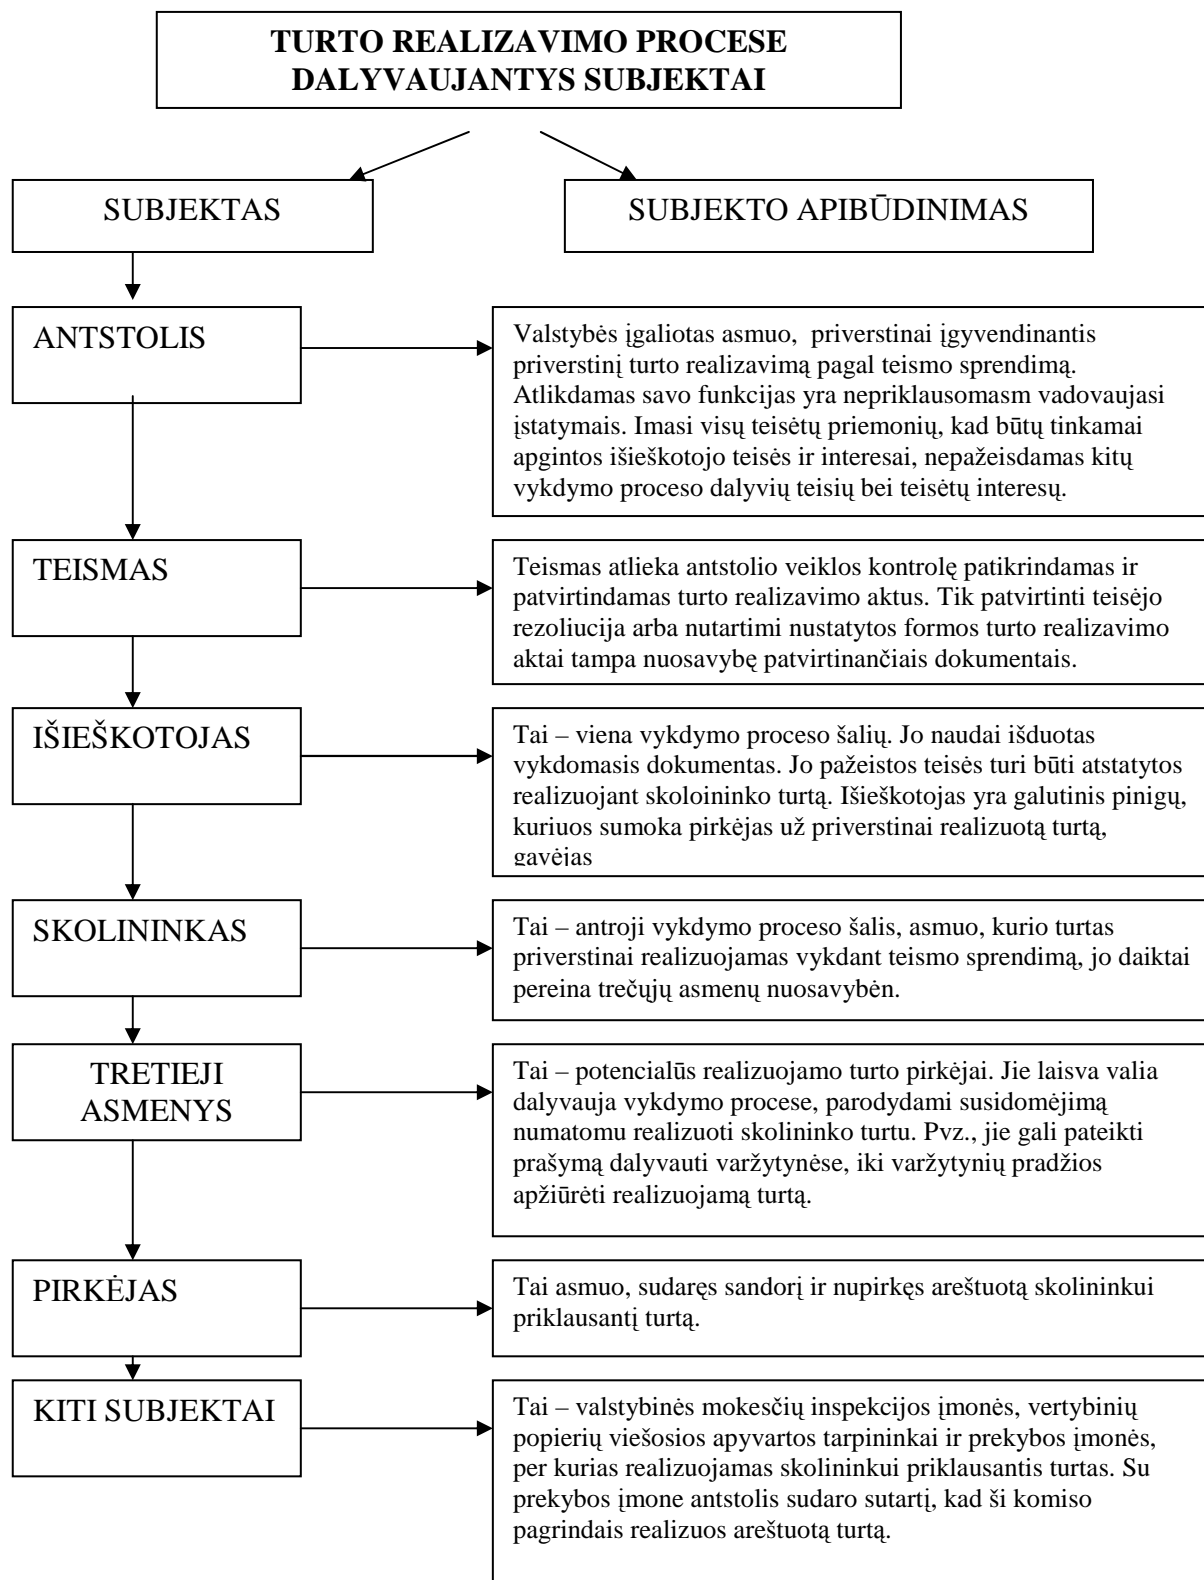 TURTO REALIZAVIMO PROCESE
DALYVAUJANTYS SUBJEKTAI
SUBJEKTAS
SUBJEKTO APIBŪDINIMAS
ANTSTOLIS
Valstybės įgaliotas asmuo,  priverstinai įgyvendinantis
priverstinį turto realizavimą pagal teismo sprendimą.
Atlikdamas savo funkcijas yra nepriklausomasm vadovaujasi
įstatymais. Imasi visų teisėtų priemonių, kad būtų tinkamai
apgintos išieškotojo teisės ir interesai, nepažeisdamas kitų
vykdymo proceso dalyvių teisių bei teisėtų interesų.
TEISMAS
Teismas atlieka antstolio veiklos kontrolę patikrindamas ir
patvirtindamas turto realizavimo aktus. Tik patvirtinti teisėjo
rezoliucija arba nutartimi nustatytos formos turto realizavimo
aktai tampa nuosavybę patvirtinančiais dokumentais.
IŠIEŠKOTOJAS
Tai – viena vykdymo proceso šalių. Jo naudai išduotas
vykdomasis dokumentas. Jo pažeistos teisės turi būti atstatytos
realizuojant skoloininko turtą. Išieškotojas yra galutinis pinigų,
kuriuos sumoka pirkėjas už priverstinai realizuotą turtą,
gavėjas
SKOLININKAS
Tai – antroji vykdymo proceso šalis, asmuo, kurio turtas
priverstinai realizuojamas vykdant teismo sprendimą, jo daiktai
pereina trečųjų asmenų nuosavybėn.
TRETIEJI
ASMENYS
Tai – potencialūs realizuojamo turto pirkėjai. Jie laisva valia
dalyvauja vykdymo procese, parodydami susidomėjimą
numatomu realizuoti skolininko turtu. Pvz., jie gali pateikti
prašymą dalyvauti varžytynėse, iki varžytynių pradžios
apžiūrėti realizuojamą turtą.
PIRKĖJAS
Tai asmuo, sudaręs sandorį ir nupirkęs areštuotą skolininkui
priklausantį turtą.
KITI SUBJEKTAI
Tai – valstybinės mokesčių inspekcijos įmonės, vertybinių
popierių viešosios apyvartos tarpininkai ir prekybos įmonės,
per kurias realizuojamas skolininkui priklausantis turtas. Su
prekybos įmone antstolis sudaro sutartį, kad ši komiso
pagrindais realizuos areštuotą turtą.